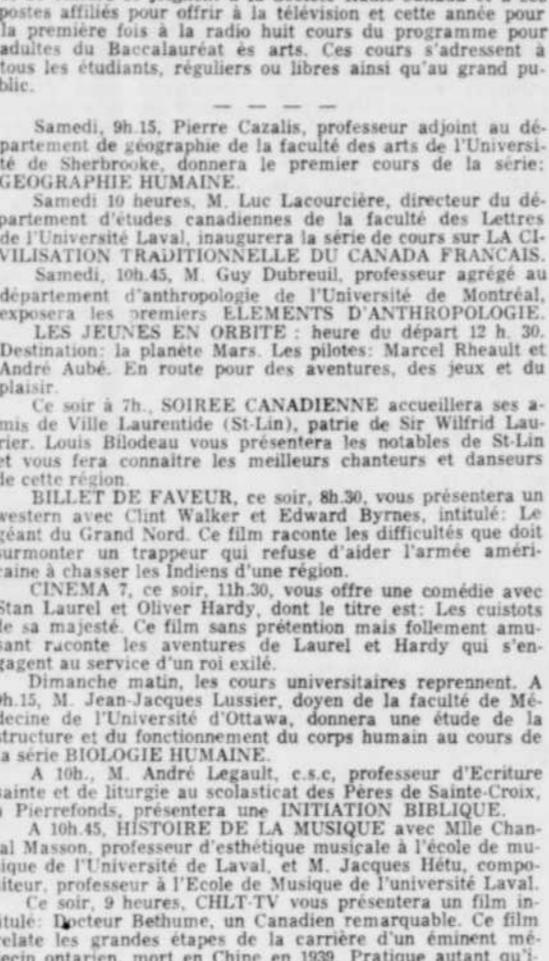 postes affiliés pour offrir à la télévision et cette année pour
la première fois à la radio huit cours du programme pour
adultes du Baccalauréat ès arts. Ces cours s'adressent à
tous les étudiants, réguliers ou libres ainsi qu'au grand pu-
blic.
— — — —
Samedi, 9h.15, Pierre Cazalis, professeur adjoint au dé-
partement de géographie de la faculté des arts de l'Universi-
té de Sherbrooke, donnera le premier cours de la série:
GEOGRAPHIE HUMAINE.
Samedi 10 heures, M. Luc Lacourcière, directeur du dé-
partement d'études canadiennes de la faculté des Lettres
de l'Université Laval, inaugurera la série de cours sur LA CI-
VILISATION TRADITIONNELLE DU CANADA FRANCAIS.
Samedi, 10h.45, M. Guy Dubreuil, professeur agrégé au
département d'anthropologie de l'Université de Montréal,
exposera les premiers ELEMENTS D'ANTHROPOLOGIE.
LES JEUNES EN ORBITE : heure du départ 12 h. 30.
Destination: la planète Mars. Les pilotes: Marcel Rheault et
André Aubé. En route pour des aventures, des jeux et du
plaisir.
Ce soir à 7h., SOIREE CANADIENNE accueillera ses a-
mis de Ville Laurentide (St-Lin), patrie de Sir Wilfrid Lau-
rier. Louis Bilodeau vous présentera les notables de St-Lin
et vous fera connaître les meilleurs chanteurs et danseurs
de cette région.
BILLET DE FAVEUR, ce soir, 8h.30, vous présentera un
western avec Clint Walker et Edward Byrnes, intitulé: Le
géant du Grand Nord. Ce film raconte les difficultés que doit
surmonter un trappeur qui refuse d'aider l'armée améri-
caine à chasser les Indiens d'une région.
CINEMA 7, ce soir, 11h.30, vous offre une comédie avec
Stan Laurel et Oliver Hardy, dont le titre est: Les cuistots
de sa majesté. Ce film sans prétention mais follement amu-
sant raconte les aventures de Laurel et Hardy qui s'en-
gagent au service d'un roi exilé.
Dimanche matin, les cours universitaires reprennent. A
9h.15, M. Jean-Jacques Lussier, doyen de la faculté de Mé-
decine de l'Université d'Ottawa, donnera une étude de la
structure et du fonctionnement du corps humain au cours de
la série BIOLOGIE HUMAINE.
A 10h., M. André Legault, c.s.c, professeur d'Ecriture
sainte et de liturgie au scolasticat des Pères de Sainte-Croix,
à Pierrefonds, présentera une INITIATION BIBLIQUE.
A 10h.45, HISTOIRE DE LA MUSIQUE avec Mlle Chan-
tal Masson, professeur d'esthétique musicale à l'école de mu-
sique de l'Université de Laval, et M. Jacques Hétu, compo-
siteur, professeur à l'Ecole de Musique de l'université Laval.
Ce soir, 9 heures, CHLT-TV vous présentera un film in-
titulé: Docteur Bethume, un Canadien remarquable. Ce film
relate les grandes étapes de la carrière d'un éminent mé-
decin ontarien, mort en Chine en 1939. Pratique autant qu'i-